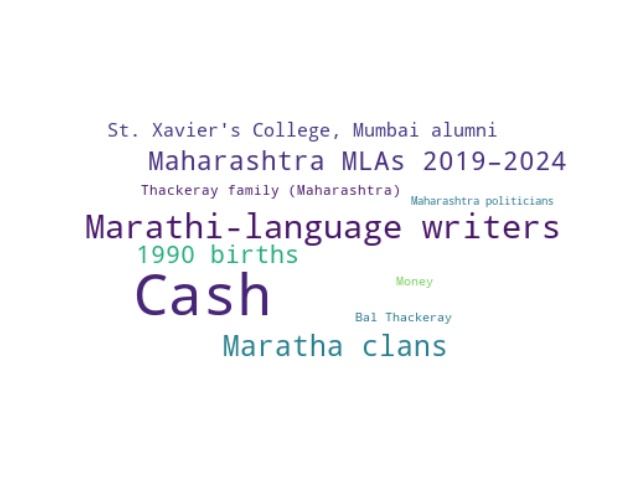 St. Xavier's College, Mumbai alumni
Maharashtra MLAs 2019–2024
Thackeray family (Maharashtra)
Maharashtra politicians
Marathi-language writers
1990 births
Cash
Money
Bal Thackeray
Maratha clans